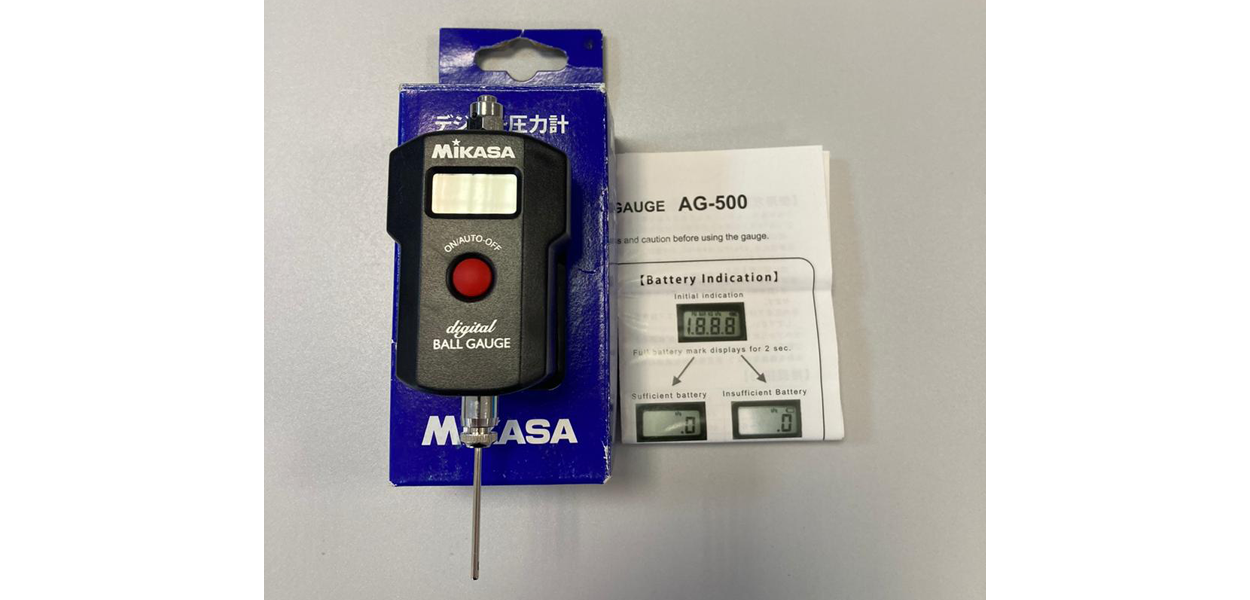 デジ
圧力計
MiKASA
ON/AUTO-OFF
digital
BALL GAUGE
MIKASA
GAUGE AG-500
and caution before using the gauge.
【Battery Indication】
Initial indication
1.8.8.8
Full battery mark displays for 2 sec.
Sufficient battery
Insufficient Battery
.0
.0